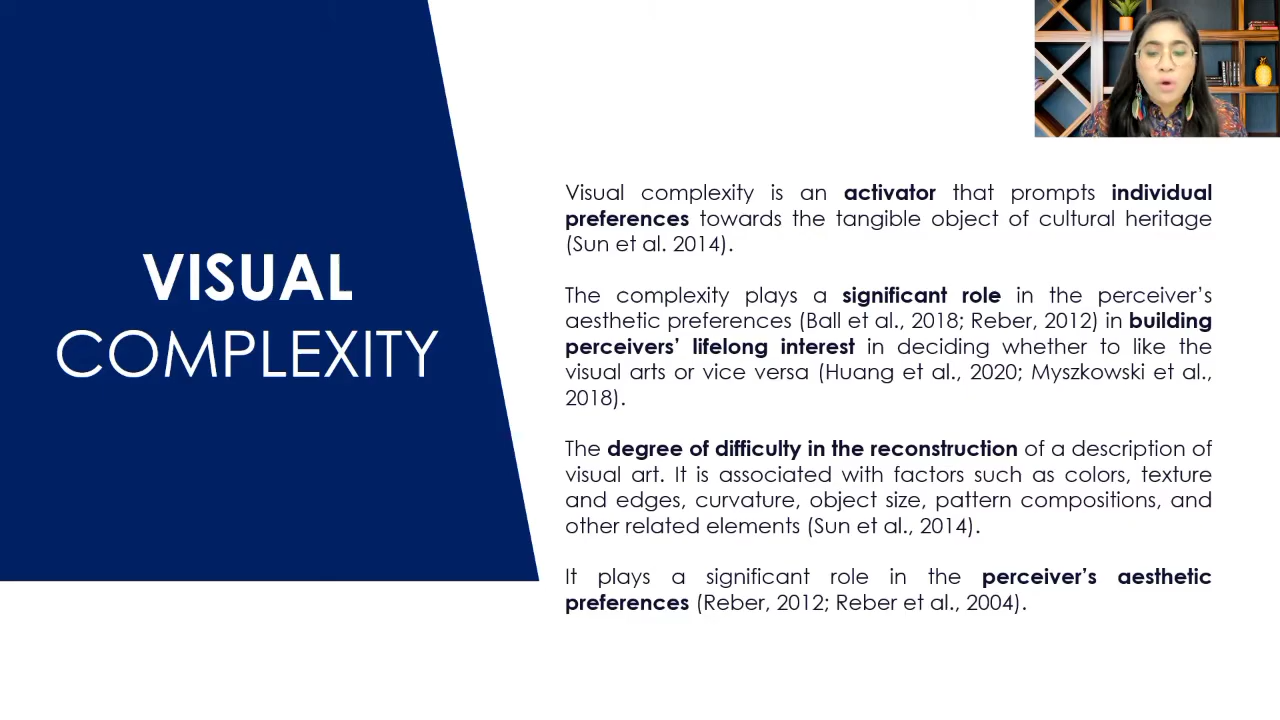 VISUAL
COMPLEXITY
Visual complexity is an activator that prompts individual
preferences towards the tangible object of cultural heritage
(Sun et al. 2014).
The complexity plays a significant role in the perceiver’s
aesthetic preferences (Ball et al., 2018; Reber, 2012) in building
perceivers’ lifelong interest in deciding whether to like the
visual arts or vice versa (Huang et al., 2020; Myszkowski et al.,
2018).
The degree of difficulty in the reconstruction of a description of
visual art. It is associated with factors such as colors, texture
and edges, curvature, object size, pattern compositions, and
other related elements (Sun et al., 2014).
It plays a significant role in the perceiver’s aesthetic
preferences (Reber, 2012; Reber et al., 2004).